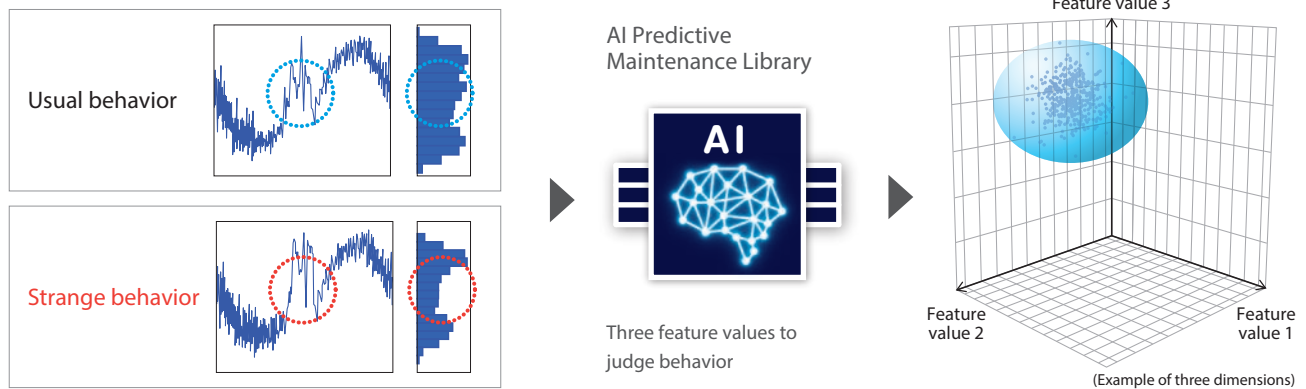 Usual behavior
Strange behavior
AI Predictive
Maintenance Library
AI
Three feature values to
judge behavior
Feature value 3
Feature
value 2
Feature
value 1
(Example of three dimensions)